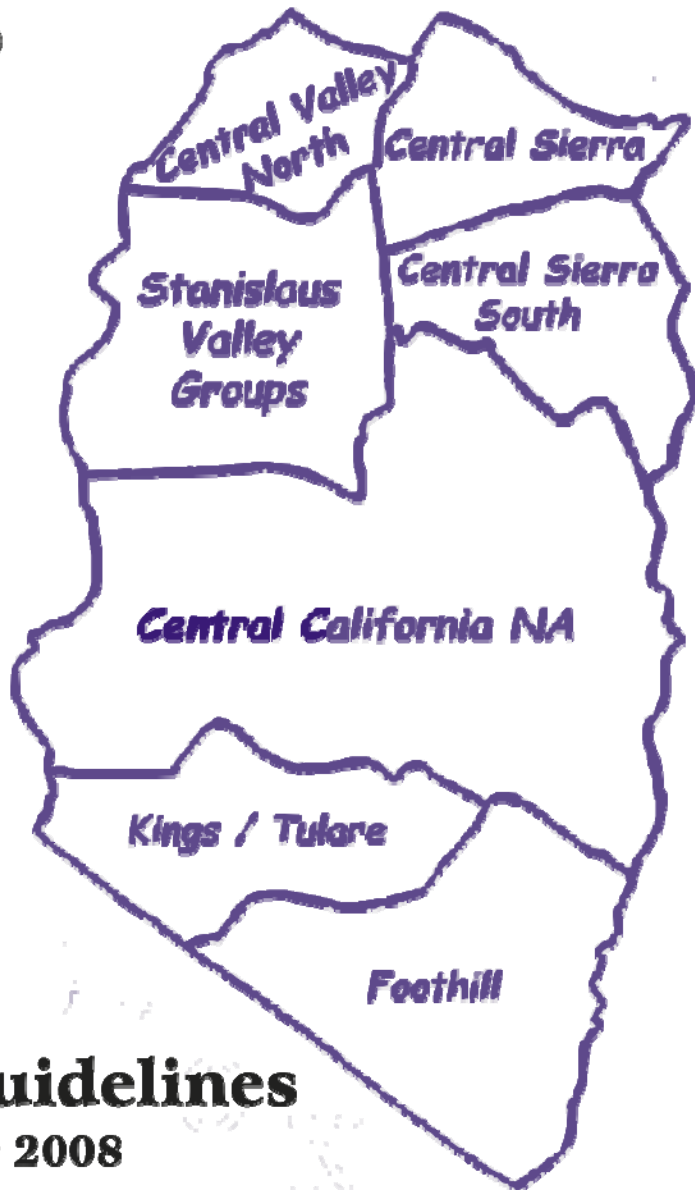 Central Valley
North
Central Sierra
Stanislaus
Valley
Groups
Central Sierra
South
Central California NA
Kings / Tulare
Foothill
uidelines
2008